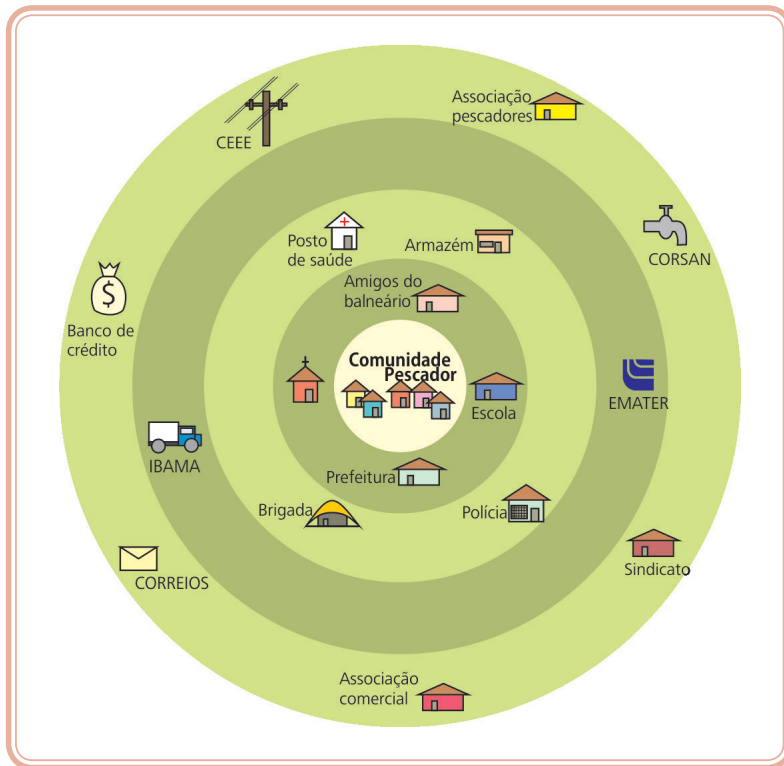 Associação
pescadores
CEEE
CORSAN
Posto
de saúde
Armazém
Amigos do
balneário
$
Banco de
crédito
Comunidade
Pescador
Escola
EMATER
IBAMA
Prefeitura
Brigada
Polícia
Sindicato
CORREIOS
Associação
comercial